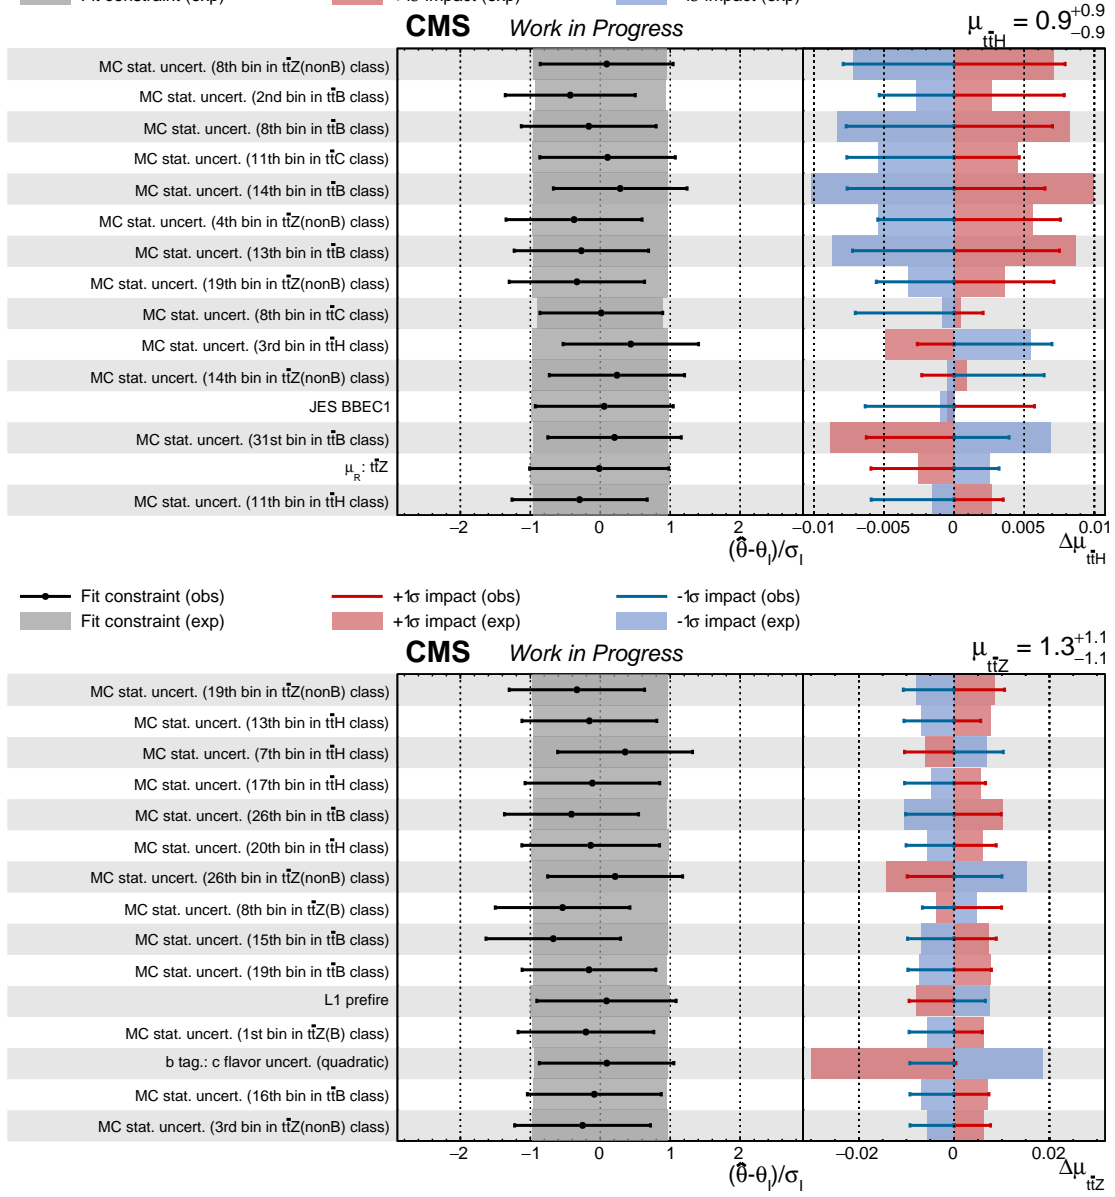 Fit constraint (exp) +1σ impact (exp) -1σ impact (exp)
CMS Work in Progress μ_tt̄H = 0.9 +0.9 −0.9
MC stat. uncert. (8th bin in tt̄Z(nonB) class)
MC stat. uncert. (2nd bin in tt̄B class)
MC stat. uncert. (8th bin in tt̄B class)
MC stat. uncert. (11th bin in tt̄C class)
MC stat. uncert. (14th bin in tt̄B class)
MC stat. uncert. (4th bin in tt̄Z(nonB) class)
MC stat. uncert. (13th bin in tt̄B class)
MC stat. uncert. (19th bin in tt̄Z(nonB) class)
MC stat. uncert. (8th bin in tt̄C class)
MC stat. uncert. (3rd bin in tt̄H class)
MC stat. uncert. (14th bin in tt̄Z(nonB) class)
JES BBEC1
MC stat. uncert. (31st bin in tt̄B class)
μ_R: tt̄Z
MC stat. uncert. (11th bin in tt̄H class)
−2 −1 0 1 2 −0.01 −0.005 0 0.005 0.01
(θ̂-θ_I)/σ_I Δμ_tt̄H
Fit constraint (obs) +1σ impact (obs) -1σ impact (obs)
Fit constraint (exp) +1σ impact (exp) -1σ impact (exp)
CMS Work in Progress μ_tt̄Z = 1.3 +1.1 −1.1
MC stat. uncert. (19th bin in tt̄Z(nonB) class)
MC stat. uncert. (13th bin in tt̄H class)
MC stat. uncert. (7th bin in tt̄H class)
MC stat. uncert. (17th bin in tt̄H class)
MC stat. uncert. (26th bin in tt̄B class)
MC stat. uncert. (20th bin in tt̄H class)
MC stat. uncert. (26th bin in tt̄Z(nonB) class)
MC stat. uncert. (8th bin in tt̄Z(B) class)
MC stat. uncert. (15th bin in tt̄B class)
MC stat. uncert. (19th bin in tt̄B class)
L1 prefire
MC stat. uncert. (1st bin in tt̄Z(B) class)
b tag.: c flavor uncert. (quadratic)
MC stat. uncert. (16th bin in tt̄B class)
MC stat. uncert. (3rd bin in tt̄Z(nonB) class)
−2 −1 0 1 2 −0.02 0 0.02
(θ̂-θ_I)/σ_I Δμ_tt̄Z